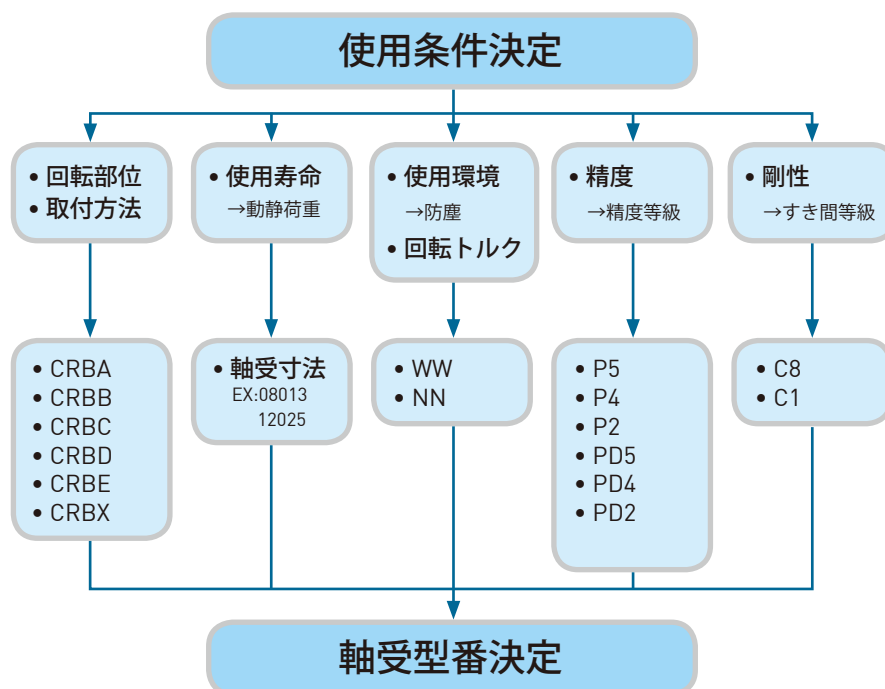 使用条件決定
• 回転部位
• 取付方法
• 使用寿命
→動静荷重
• 使用環境
→防塵
• 回転トルク
• 精度
→精度等級
• 剛性
→すき間等級
• CRBA
• CRBB
• CRBC
• CRBD
• CRBE
• CRBX
• 軸受寸法
EX:08013
12025
• WW
• NN
• P5
• P4
• P2
• PD5
• PD4
• PD2
• C8
• C1
軸受型番決定